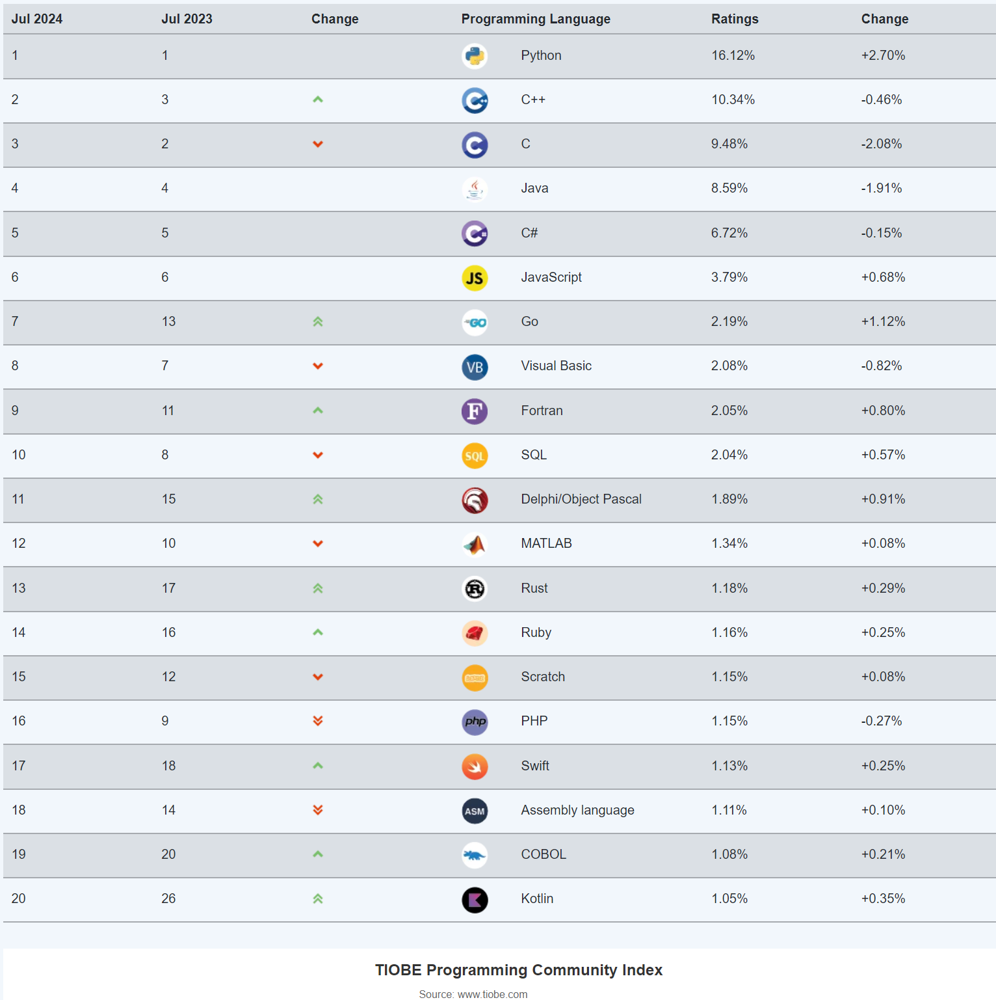 Jul 2024 Jul 2023 Change Programming Language Ratings Change
1 1 Python 16.12% +2.70%
2 3 C++ 10.34% -0.46%
3 2 C 9.48% -2.08%
4 4 Java 8.59% -1.91%
5 5 C# 6.72% -0.15%
6 6 JS JavaScript 3.79% +0.68%
7 13 GO Go 2.19% +1.12%
8 7 VB Visual Basic 2.08% -0.82%
9 11 F Fortran 2.05% +0.80%
10 8 SQL SQL 2.04% +0.57%
11 15 Delphi/Object Pascal 1.89% +0.91%
12 10 MATLAB 1.34% +0.08%
13 17 R Rust 1.18% +0.29%
14 16 Ruby 1.16% +0.25%
15 12 Scratch 1.15% +0.08%
16 9 php PHP 1.15% -0.27%
17 18 Swift 1.13% +0.25%
18 14 ASM Assembly language 1.11% +0.10%
19 20 COBOL 1.08% +0.21%
20 26 Kotlin 1.05% +0.35%
TIOBE Programming Community Index
Source: www.tiobe.com